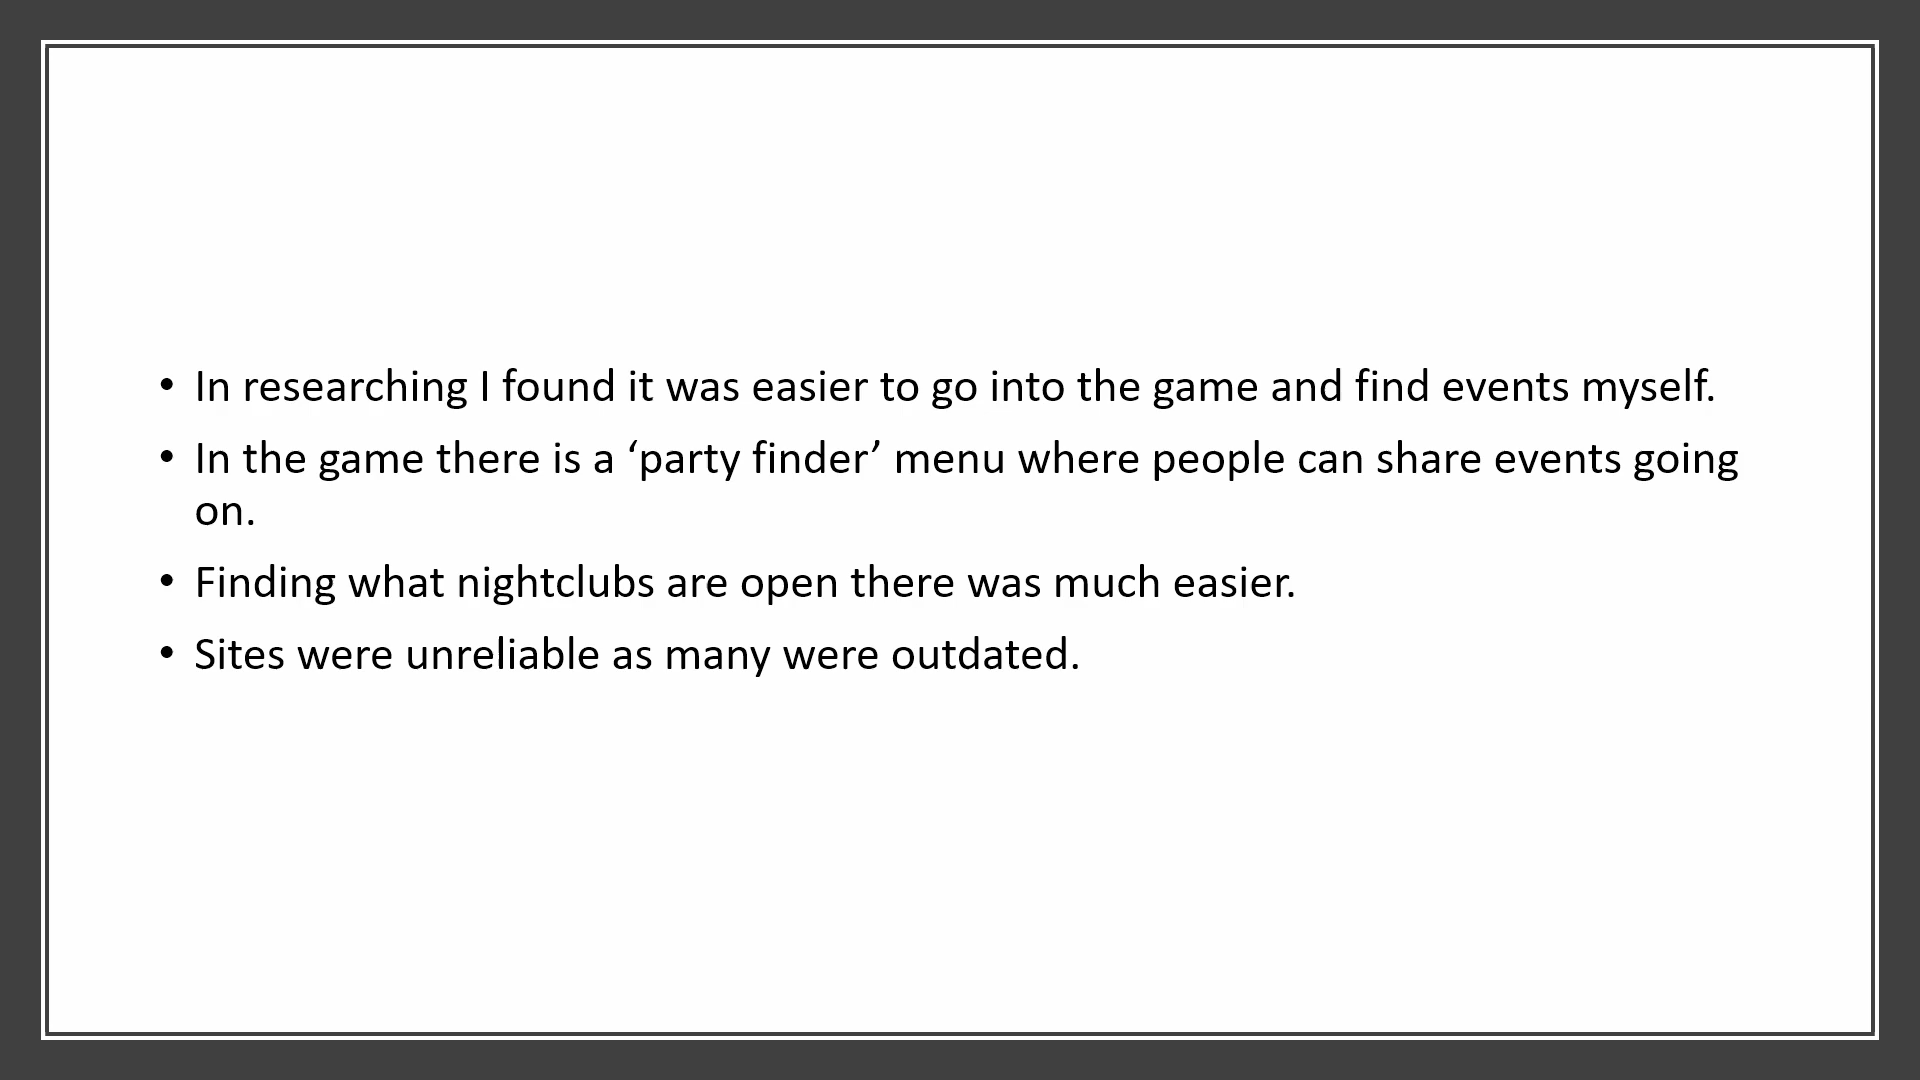 • In researching I found it was easier to go into the game and find events myself.
• In the game there is a ‘party finder’ menu where people can share events going
on.
• Finding what nightclubs are open there was much easier.
• Sites were unreliable as many were outdated.